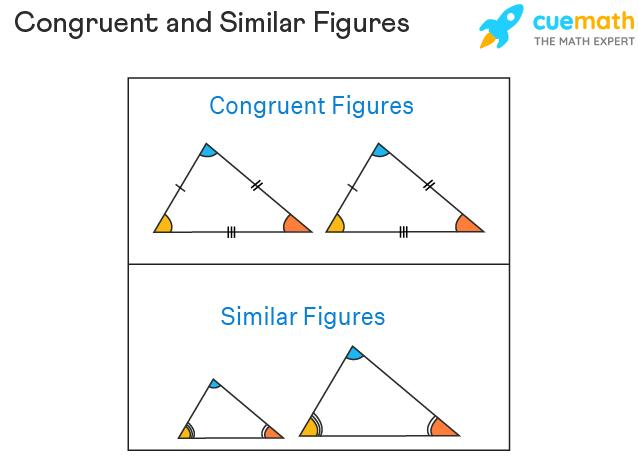 Congruent and Similar Figures
cuemath
THE MATH EXPERT
Congruent Figures
Similar Figures